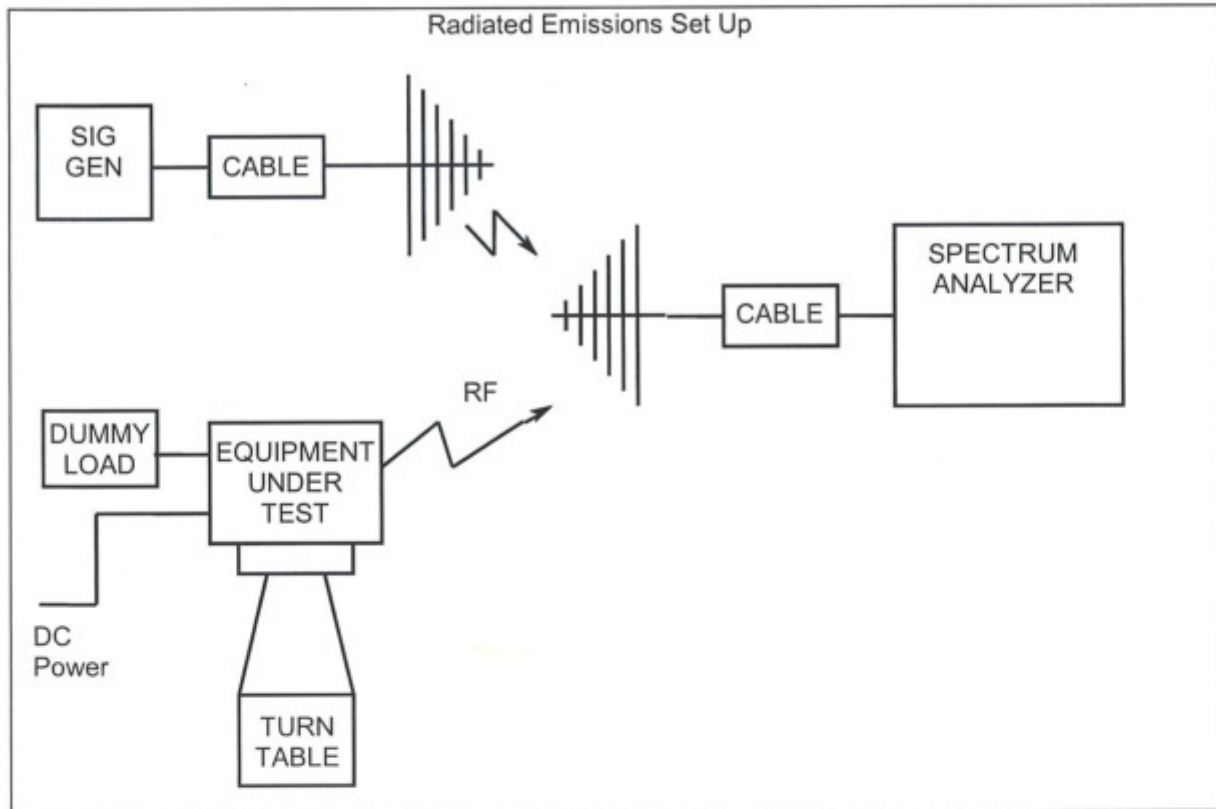 Radiated Emissions Set Up
SIG
GEN
CABLE
SPECTRUM
ANALYZER
CABLE
RF
DUMMY
LOAD
EQUIPMENT
UNDER
TEST
DC
Power
TURN
TABLE